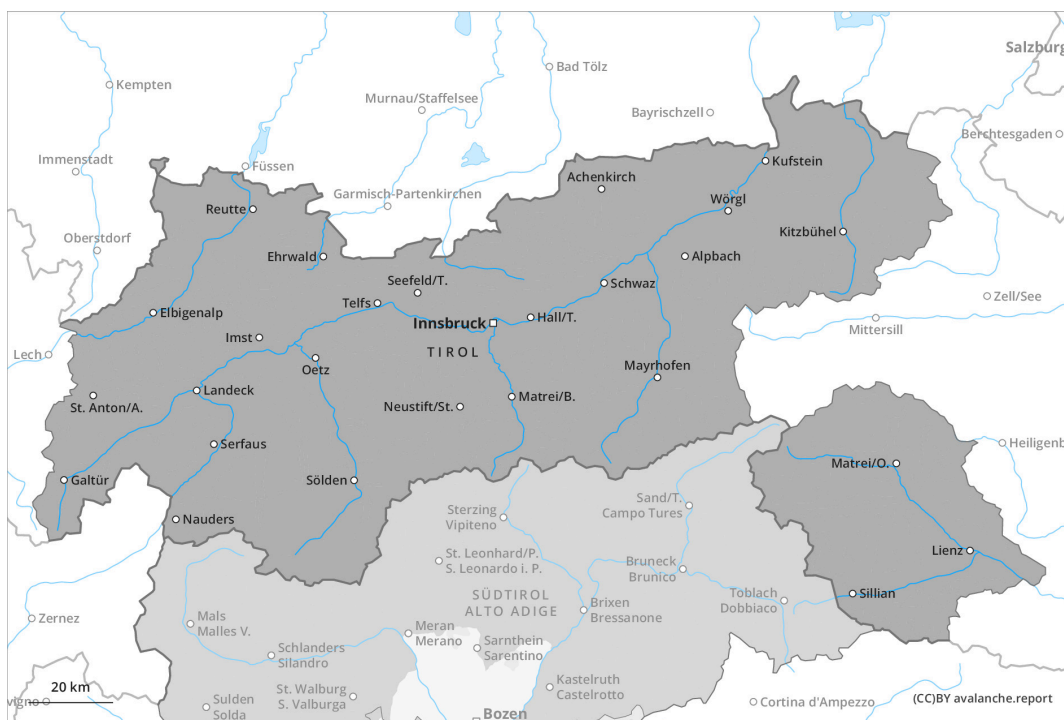 Salzburg
Bad Tölz
Kempten
Murnau/Staffelsee
Bayrischzell
Berchtesgaden
Immenstadt
Füssen
Kufstein
Achenkirch
Garmisch-Partenkirchen
Reutte
Wörgl
Kitzbühel
Oberstdorf
Ehrwald
Alpbach
Seefeld/T.
Schwaz
Zell/See
Telfs
Elbigenalp
Innsbruck
Hall/T.
Mittersill
Imst
TIROL
Lech
Oetz
Mayrhofen
Landeck
St. Anton/A.
Neustift/St.
Matrei/B.
Serfaus
Heiligenb
Matrei/O.
Galtür
Sölden
Sand/T.
Campo Tures
Sterzing
Vipiteno
Nauders
Lienz
St. Leonhard/P.
S. Leonardo i. P.
Bruneck
Brunico
SÜDTIROL
ALTO ADIGE
Toblach
Dobbiaco
Sillian
Brixen
Bressanone
Zernez
Mals
Malles V.
Meran
Merano
Sarnthein
Sarentino
Schlanders
Silandro
Kastelruth
Castelrotto
St. Walburg
S. Valburga
20 km
vigno
Sulden
Solda
Cortina d'Ampezzo
(CC)BY avalanche.report
Bozen